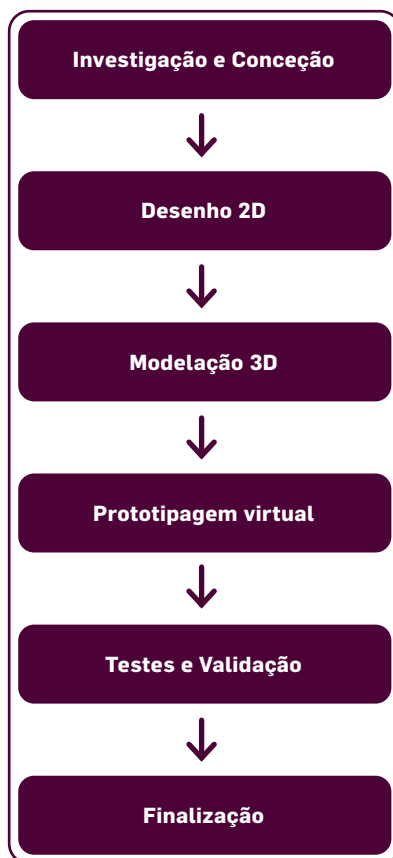 Investigação e Conceção
Desenho 2D
Modelação 3D
Prototipagem virtual
Testes e Validação
Finalização